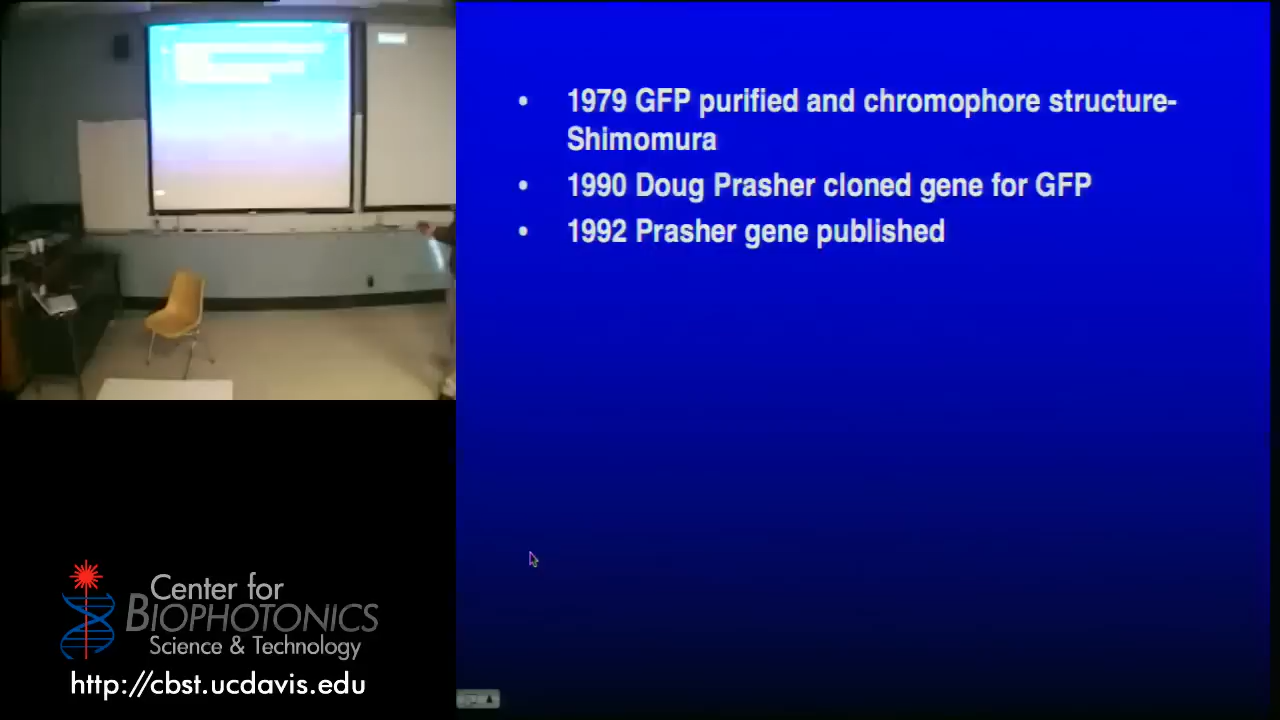 • 1979 GFP purified and chromophore structure-
Shimomura
• 1990 Doug Prasher cloned gene for GFP
• 1992 Prasher gene published
Center for
BIOPHOTONICS
Science & Technology
http://cbst.ucdavis.edu